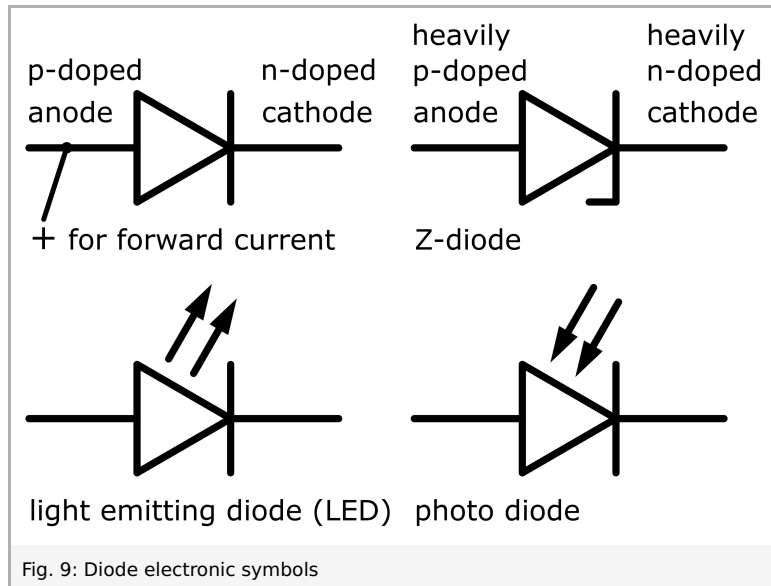 p-doped
anode
n-doped
cathode
+ for forward current
heavily
p-doped
anode
heavily
n-doped
cathode
Z-diode
light emitting diode (LED)
photo diode
Fig. 9: Diode electronic symbols